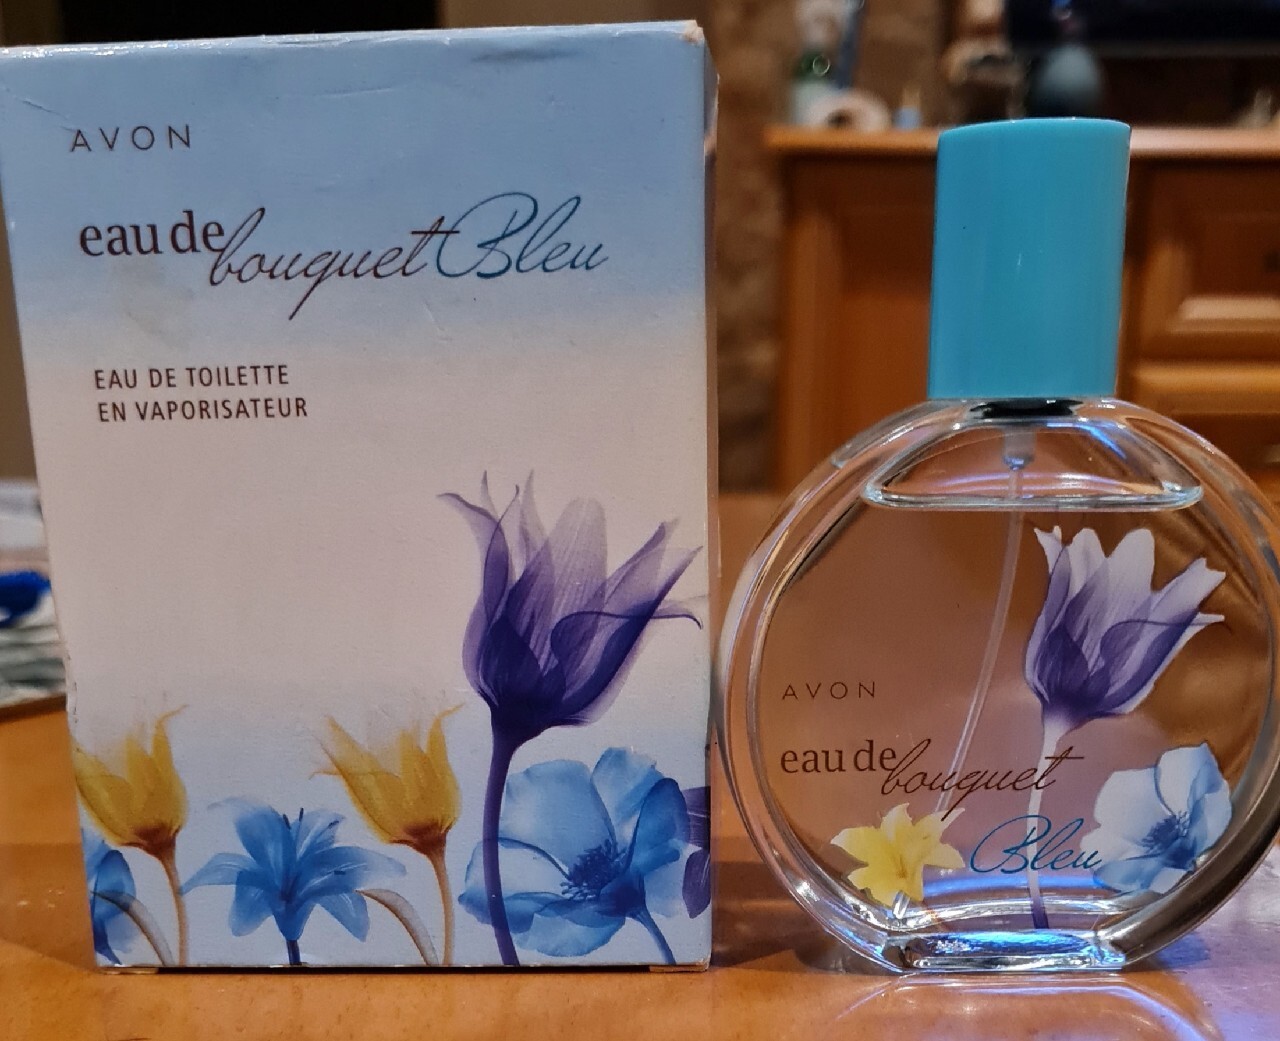 AVON
eau de bouquet Bleu
EAU DE TOILETTE
EN VAPORISATEUR
AVON
eau de bouquet
Bleu